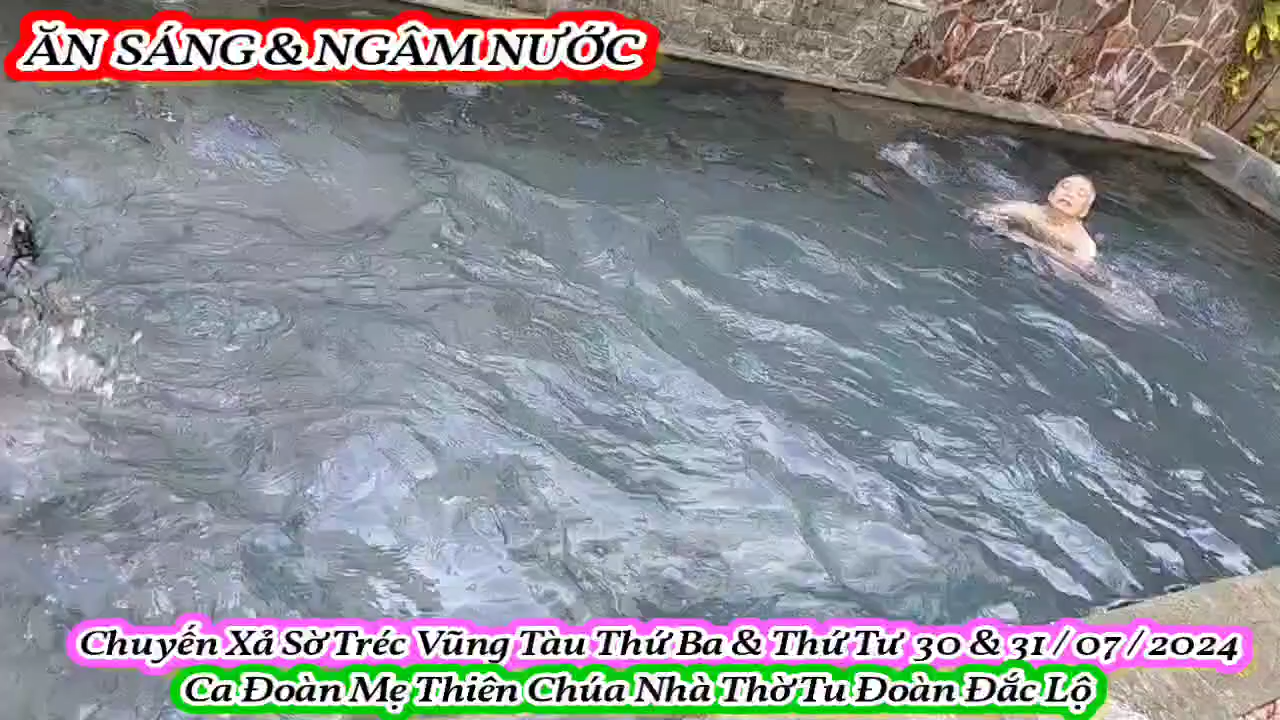 ĂN SÁNG & NGÂM NƯỚC
Chuyến Xả Sờ Tréc Vũng Tàu Thứ Ba & Thứ Tư 30 & 31 / 07 / 2024
Ca Đoàn Mẹ Thiên Chúa Nhà Thờ Tu Đoàn Đắc Lộ